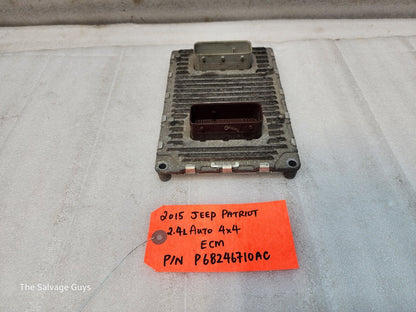 2015 JEEP PATRIOT
2.4L AUTO 4x4
ECM
P/N P68246710AC
The Salvage Guys